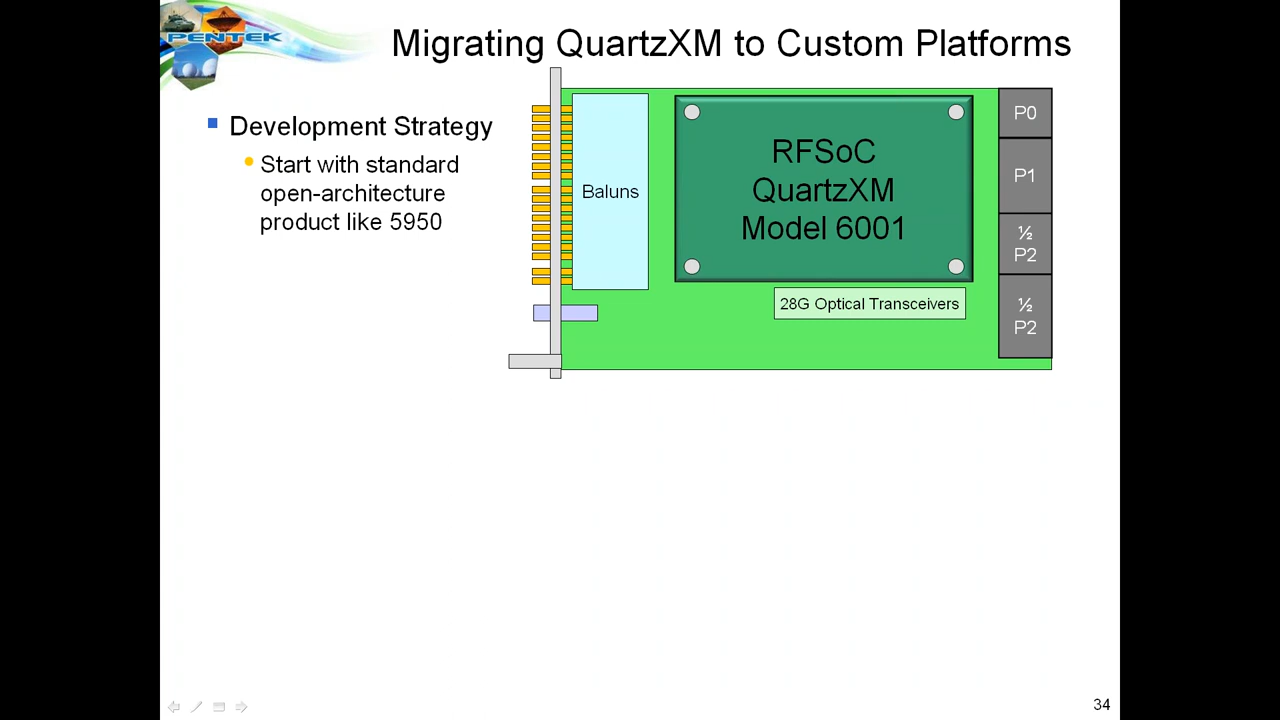 PENTEK
Migrating QuartzXM to Custom Platforms
Development Strategy
Start with standard
open-architecture
product like 5950
Baluns
RFSoC
QuartzXM
Model 6001
28G Optical Transceivers
P0
P1
½
P2
½
P2
34